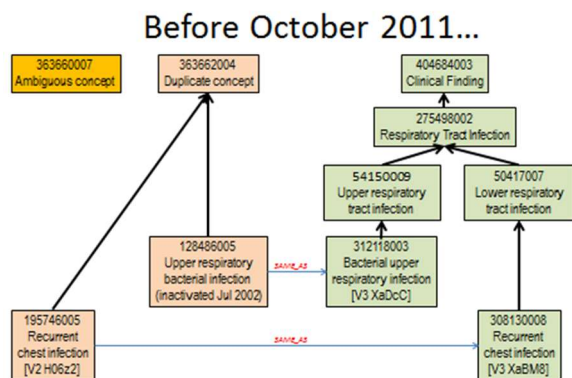 Before October 2011...
363660007
Ambiguous concept
363662004
Duplicate concept
404684003
Clinical Finding
275498002
Respiratory Tract Infection
54150009
Upper respiratory
tract infection
50417007
Lower respiratory
tract infection
128486005
Upper respiratory
bacterial infection
(inactivated Jul 2002)
SAME_AS
312118003
Bacterial upper
respiratory infection
[V3 XaDcC]
195746005
Recurrent
chest infection
[V2 H06z2]
SAME_AS
308130008
Recurrent
chest infection
[V3 XaBM8]